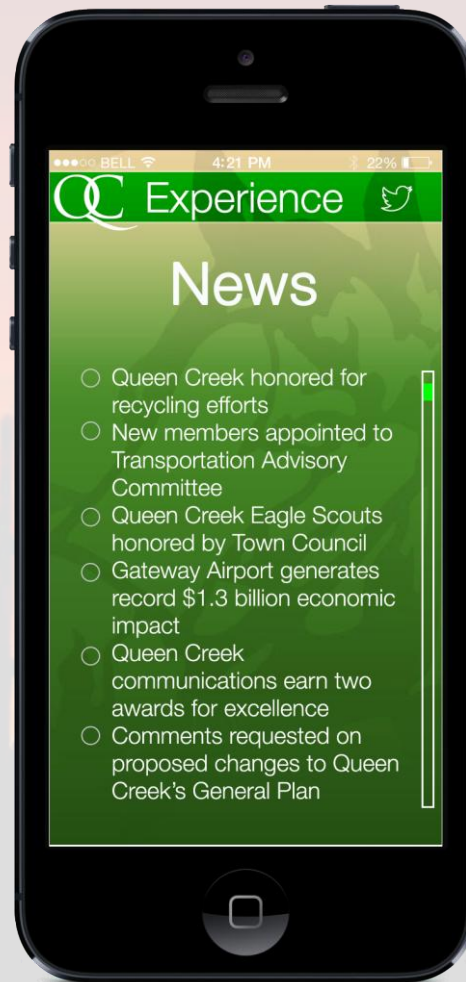 BELL 4:21 PM 22%
QC Experience
News
Queen Creek honored for
recycling efforts
New members appointed to
Transportation Advisory
Committee
Queen Creek Eagle Scouts
honored by Town Council
Gateway Airport generates
record $1.3 billion economic
impact
Queen Creek
communications earn two
awards for excellence
Comments requested on
proposed changes to Queen
Creek’s General Plan